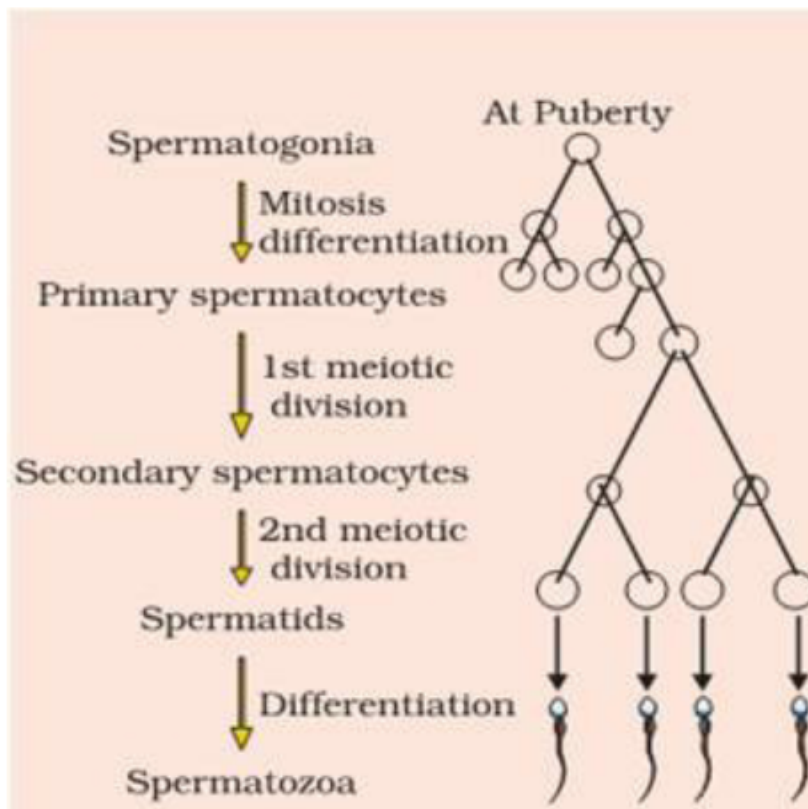 At Puberty
Spermatogonia
Mitosis
differentiation
Primary spermatocytes
1st meiotic
division
Secondary spermatocytes
2nd meiotic
division
Spermatids
Differentiation
Spermatozoa